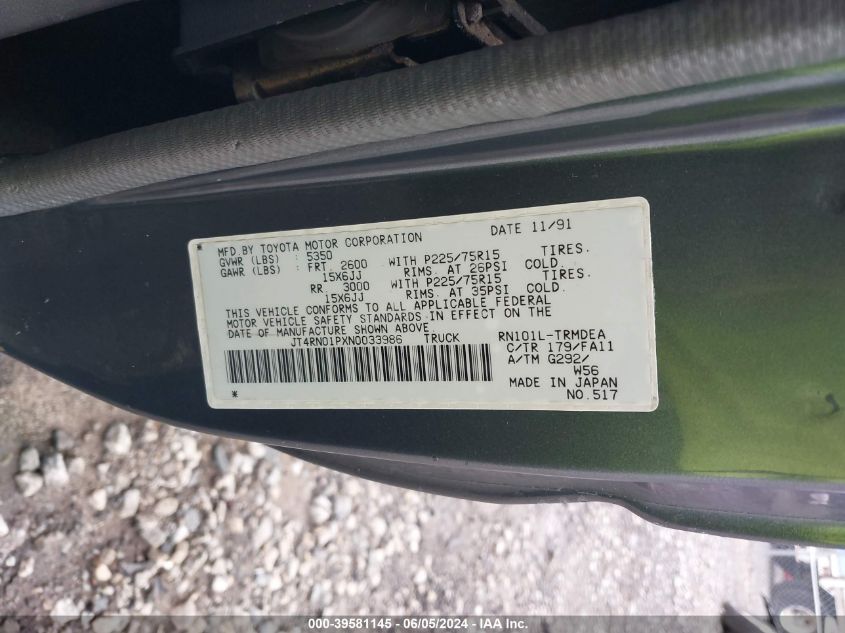 MFD.BY TOYOTA MOTOR CORPORATION DATE 11/91
GVWR (LBS) : 5350
GAWR (LBS) : FRT. 2600 WITH P225/75R15 TIRES.
15X6JJ RIMS. AT 26PSI COLD.
RR. 3000 WITH P225/75R15 TIRES.
15X6JJ RIMS. AT 35PSI COLD.
THIS VEHICLE CONFORMS TO ALL APPLICABLE FEDERAL
MOTOR VEHICLE SAFETY STANDARDS IN EFFECT ON THE
DATE OF MANUFACTURE SHOWN ABOVE
JT4RN01PXN0033986 TRUCK RN101L-TRMDEA
C/TR 179/FA11
A/TM G292/
W56
MADE IN JAPAN
NO.517
000-39581145 - 06/05/2024 - IAA Inc.